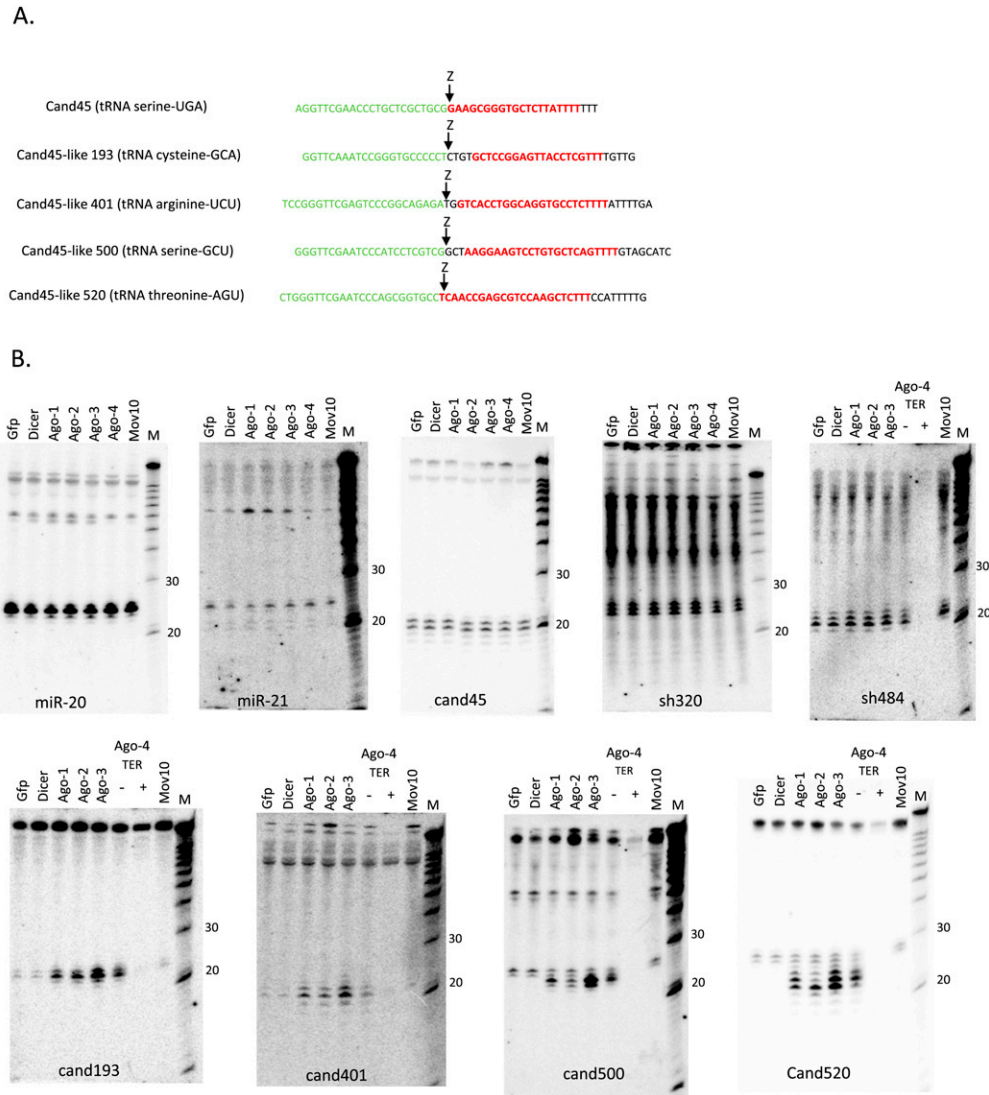 A.
Z
Cand45 (tRNA serine-UGA) AGGTTCGAACCCTGCTCGCTGCGGAAGCGGGTGCTCTTATTTTTTT
Z
Cand45-like 193 (tRNA cysteine-GCA) GGTTCAAATCCGGGTGCCCCCTCTGTGCTCCGGAGTTACCTCGTTTTGTTG
Z
Cand45-like 401 (tRNA arginine-UCU) TCCGGGTTCGAGTCCCGGCAGAGATGGTCACCTGGCAGGTGCCTCTTTTATTTTGA
Z
Cand45-like 500 (tRNA serine-GCU) GGGTTCGAATCCCATCCTCGTCGGCTAAGGAAGTCCTGTGCTCAGTTTTGTAGCATC
Z
Cand45-like 520 (tRNA threonine-AGU) CTGGGTTCGAATCCCAGCGGTGCCTCAACCGAGCGTCCAAGCTCTTTCCATTTTTG
B.
Gfp Dicer Ago-1 Ago-2 Ago-3 Ago-4 Mov10 M
30
20
miR-20
Gfp Dicer Ago-1 Ago-2 Ago-3 Ago-4 Mov10 M
30
20
miR-21
Gfp Dicer Ago-1 Ago-2 Ago-3 Ago-4 Mov10 M
30
20
cand45
Gfp Dicer Ago-1 Ago-2 Ago-3 Ago-4 Mov10 M
30
20
sh320
Ago-4
TER
Gfp Dicer Ago-1 Ago-2 Ago-3 - + Mov10 M
30
20
sh484
Ago-4
TER
Gfp Dicer Ago-1 Ago-2 Ago-3 - + Mov10 M
30
20
cand193
Ago-4
TER
Gfp Dicer Ago-1 Ago-2 Ago-3 - + Mov10 M
30
20
cand401
Ago-4
TER
Gfp Dicer Ago-1 Ago-2 Ago-3 - + Mov10 M
30
20
cand500
Ago-4
TER
Gfp Dicer Ago-1 Ago-2 Ago-3 - + Mov10 M
30
20
Cand520